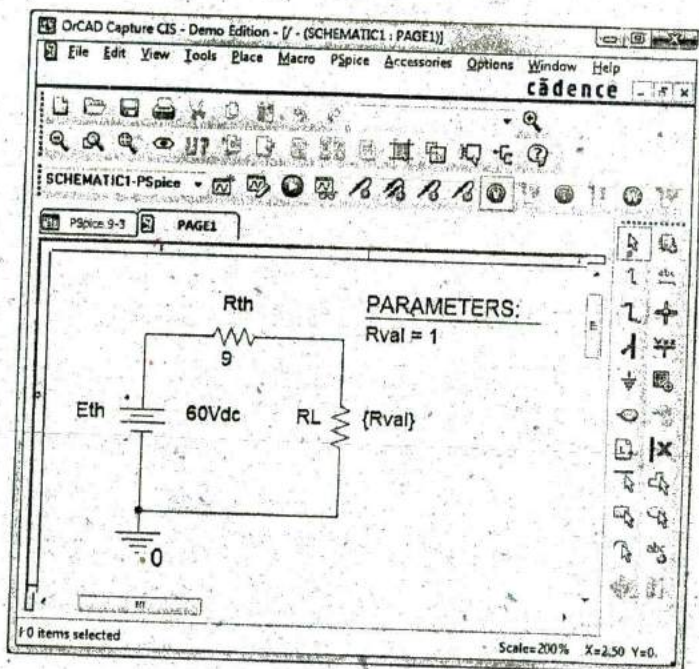 OrCAD Capture CIS - Demo Edition - [/ - (SCHEMATIC1 : PAGE1)]
File Edit View Tools Place Macro PSpice Accessories Options Window Help
cādence
SCHEMATIC1-PSpice
PSpice 9-3 PAGE1
Rth
9
PARAMETERS:
Rval = 1
Eth 60Vdc RL {Rval}
0
0 items selected Scale=200% X=2.50 Y=0.